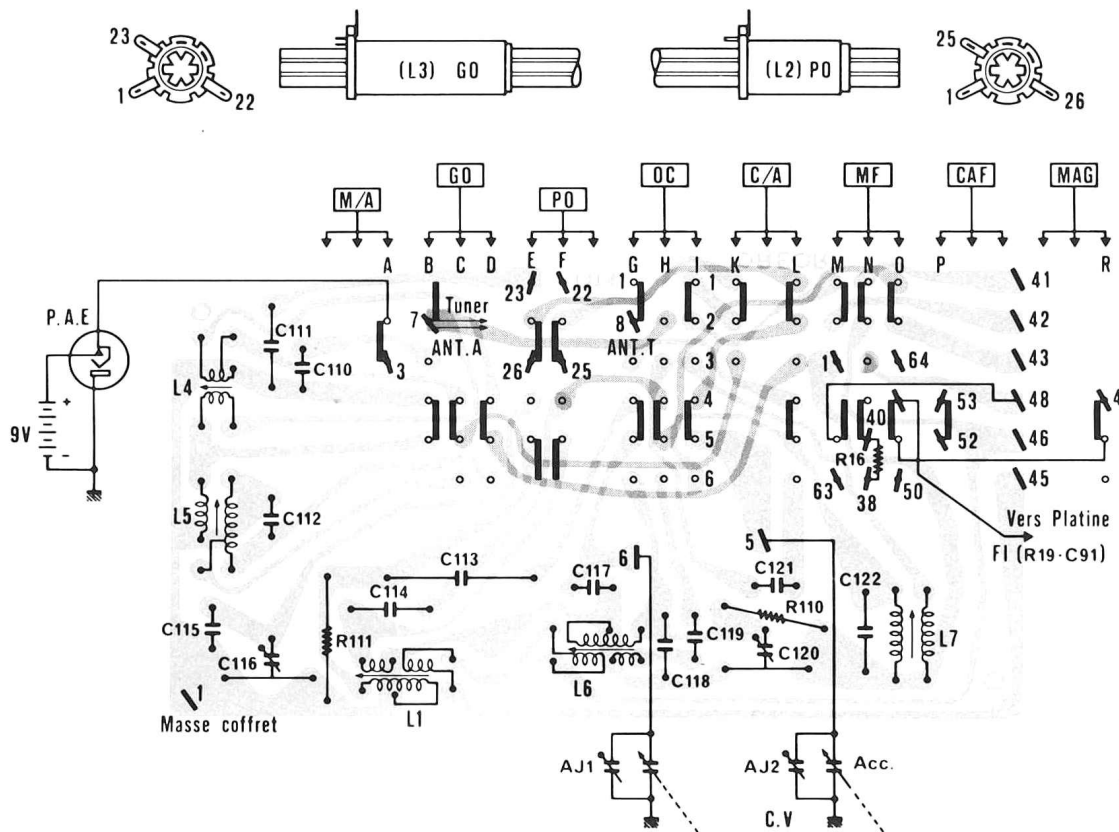 23
1
22
(L3) GO
(L2) PO
25
1
26
M/A
GO
PO
OC
C/A
MF
CAF
MAG
A B C D E F G H I K L M N O P R
23 22 1 1 41
7 Tuner 8 2 42
ANT.A ANT.T
P.A.E
C111
C110
L4
3 26 25 3 1 64 43
4 40 53 48 4
9V
+
-
5 52 46
R16
6 63 38 50 45
Vers Platine
FI (R19·C91)
L5
C112
C113
C114
C115
C116
R111
L1
1
Masse coffret
6
C117
L6
C118
C119
5
C121
R110
C120
C122
L7
AJ1
AJ2
Acc.
C.V